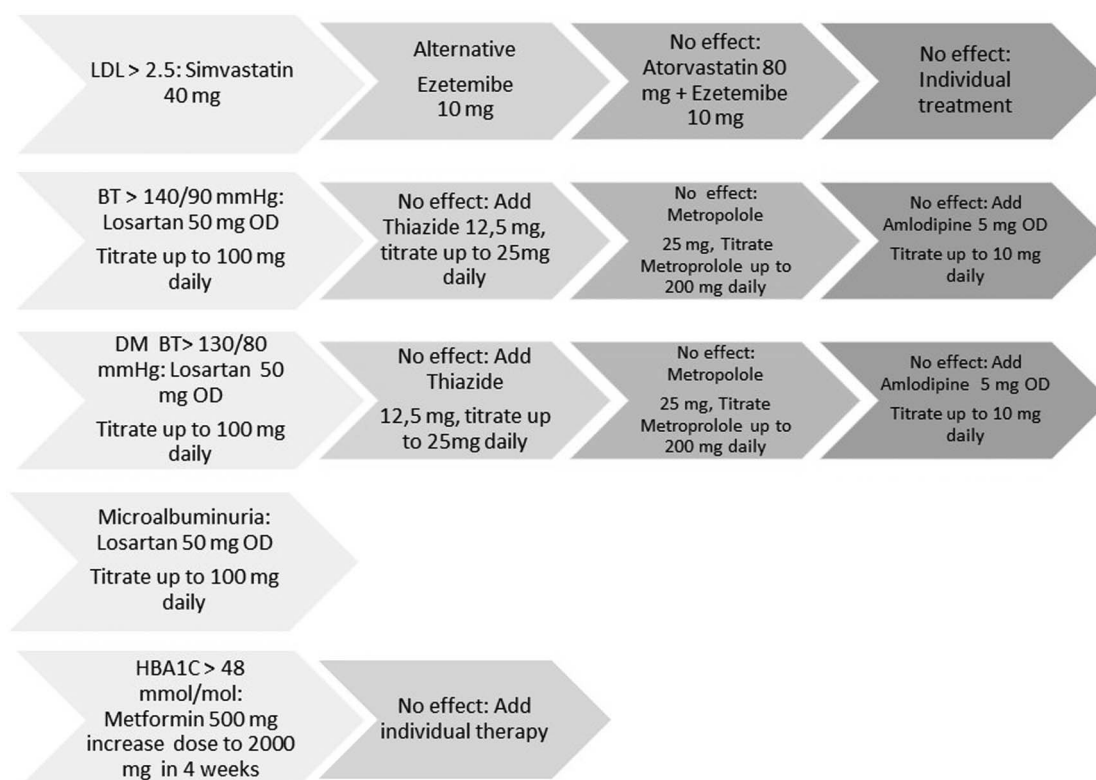 LDL > 2.5: Simvastatin
40 mg
Alternative
Ezetemibe
10 mg
No effect:
Atorvastatin 80
mg + Ezetemibe
10 mg
No effect:
Individual
treatment
BT > 140/90 mmHg:
Losartan 50 mg OD
Titrate up to 100 mg
daily
No effect: Add
Thiazide 12,5 mg,
titrate up to 25mg
daily
No effect:
Metropolole
25 mg, Titrate
Metroprolole up to
200 mg daily
No effect: Add
Amlodipine 5 mg OD
Titrate up to 10 mg
daily
DM BT> 130/80
mmHg: Losartan 50
mg OD
Titrate up to 100 mg
daily
No effect: Add
Thiazide
12,5 mg, titrate up
to 25mg daily
No effect:
Metropolole
25 mg, Titrate
Metroprolole up to
200 mg daily
No effect: Add
Amlodipine 5 mg OD
Titrate up to 10 mg
daily
Microalbuminuria:
Losartan 50 mg OD
Titrate up to 100 mg
daily
HBA1C > 48
mmol/mol:
Metformin 500 mg
increase dose to 2000
mg in 4 weeks
No effect: Add
individual therapy